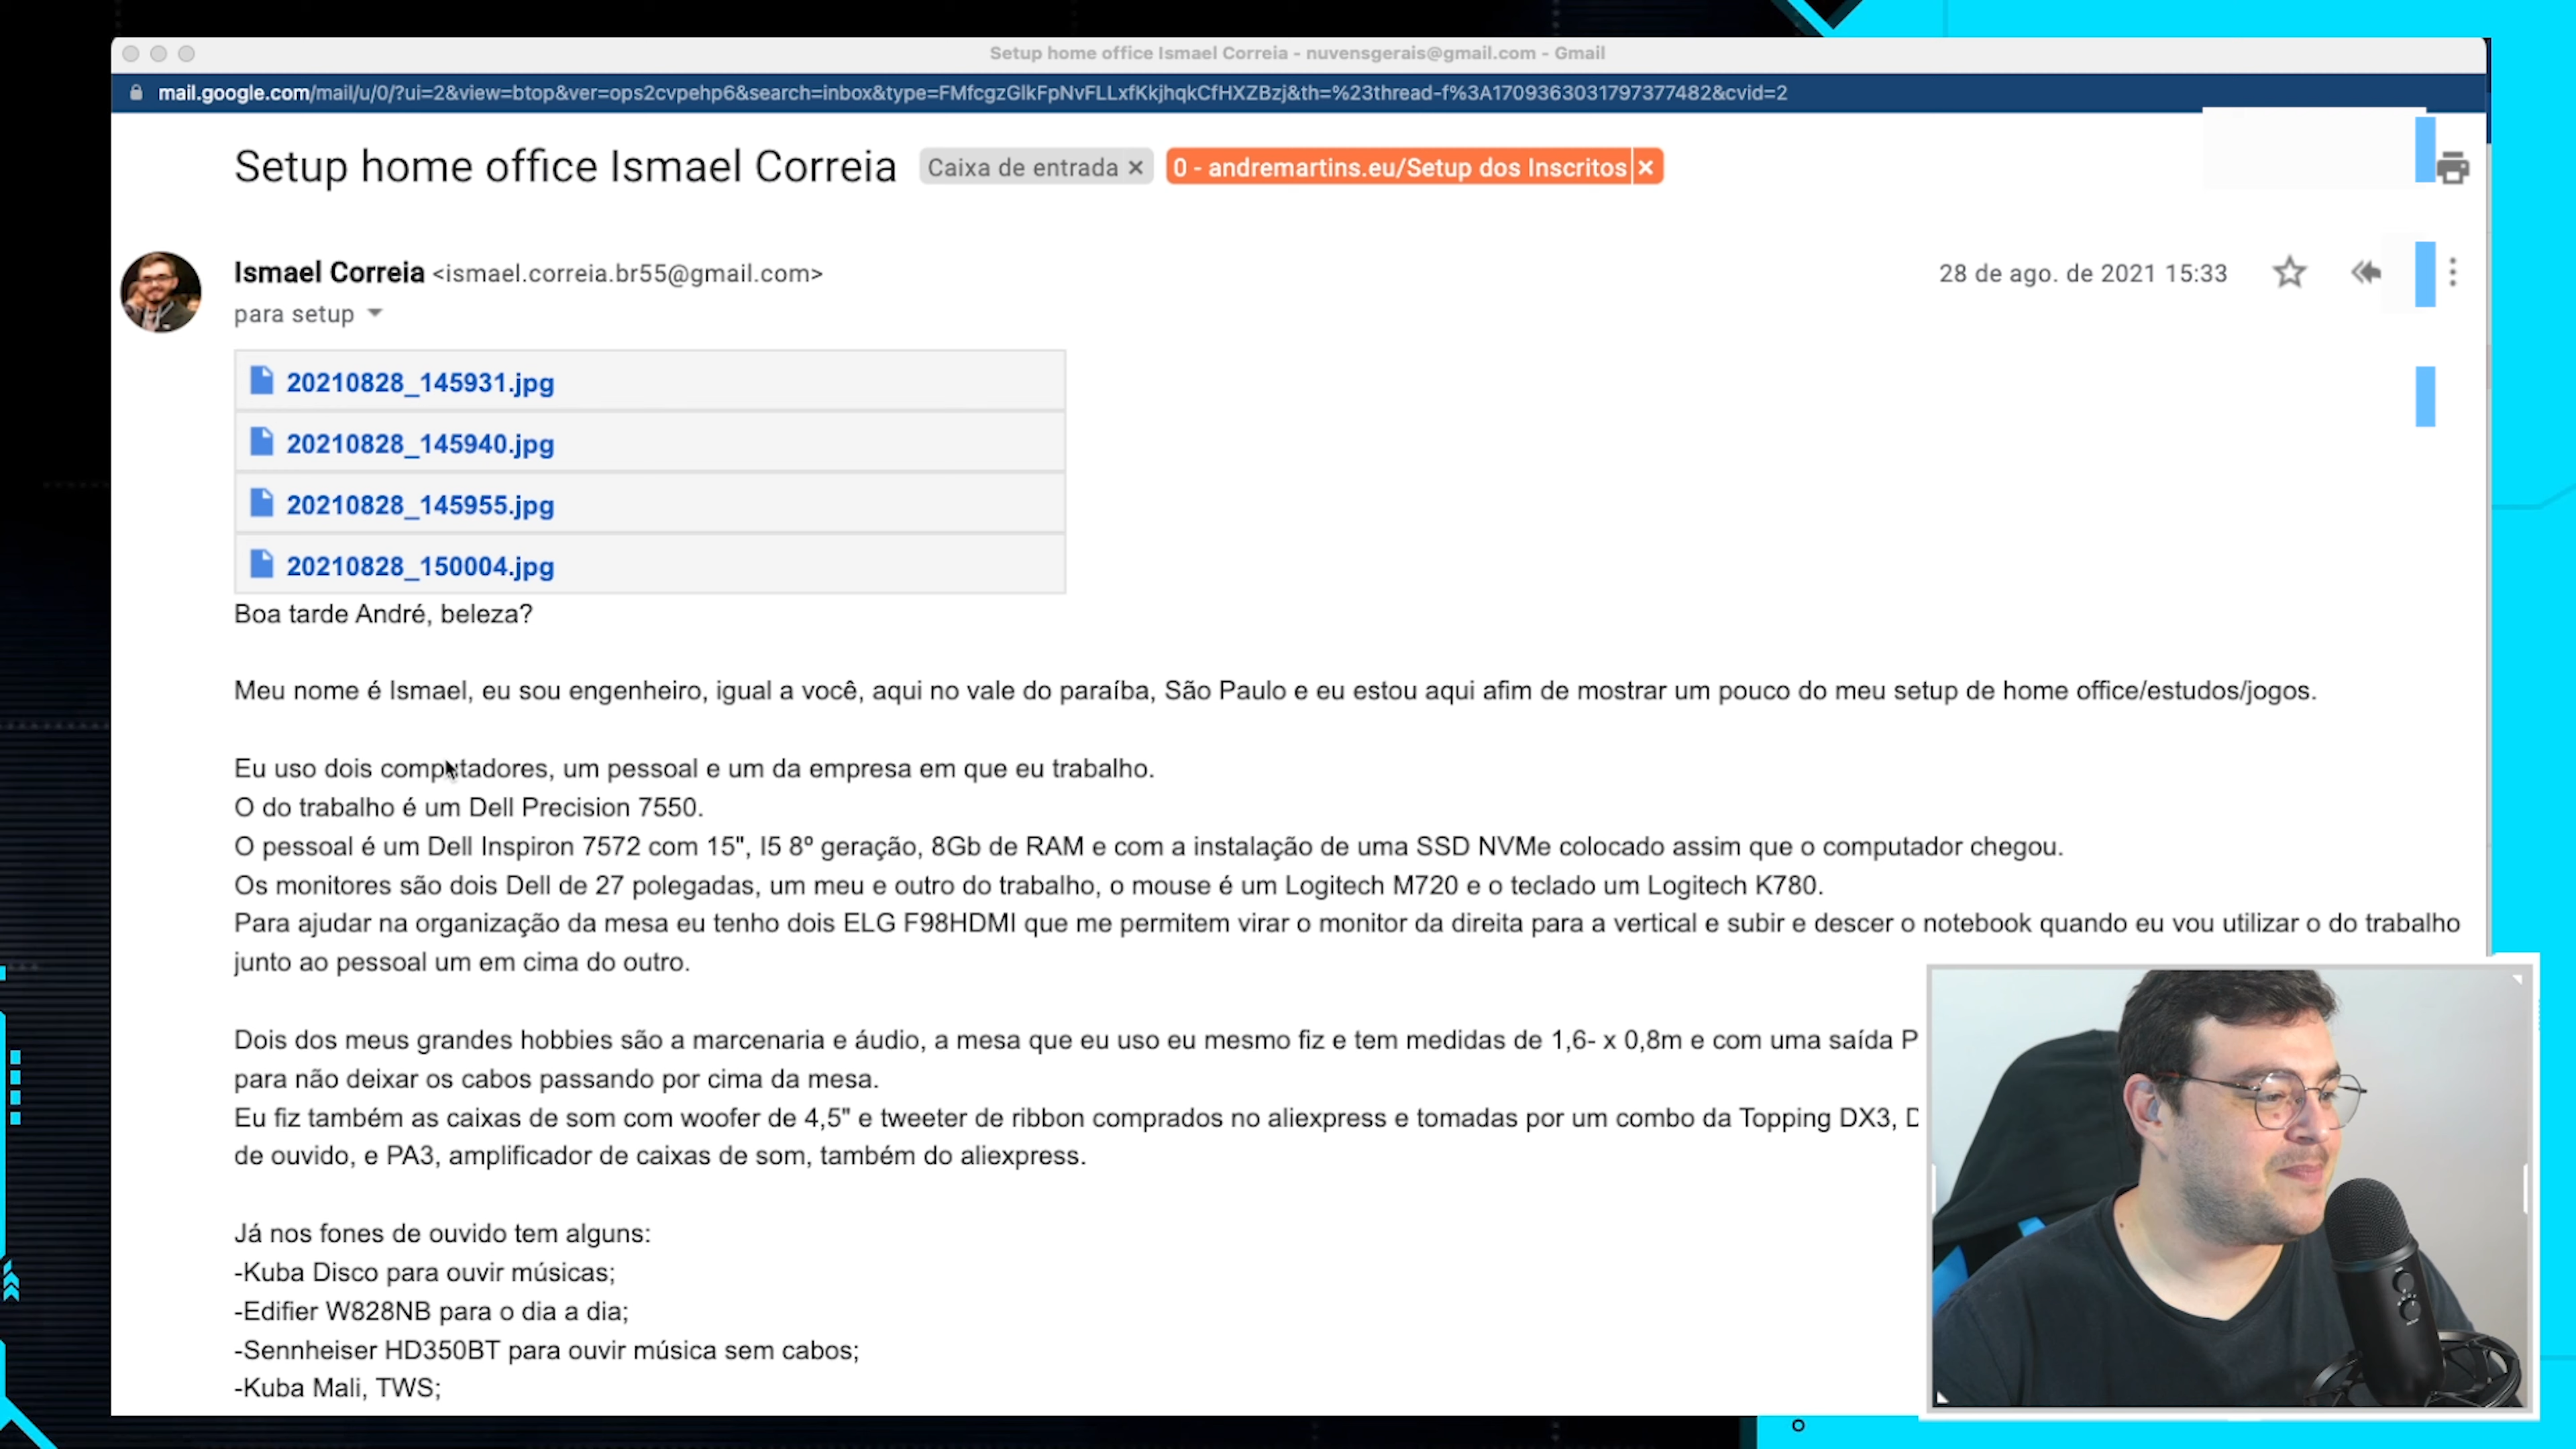 Setup home office Ismael Correia - nuvensgerais@gmail.com - Gmail
mail.google.com/mail/u/0/?ui=2&view=btop&ver=ops2cvpehp6&search=inbox&type=FMfcgzGlkFpNvFLLxfKkjhqkCfHXZBzj&th=%23thread-f%3A1709363031797377482&cvid=2
Setup home office Ismael Correia Caixa de entrada × 0 - andremartins.eu/Setup dos Inscritos ×
Ismael Correia <ismael.correia.br55@gmail.com> 28 de ago. de 2021 15:33
para setup
20210828_145931.jpg
20210828_145940.jpg
20210828_145955.jpg
20210828_150004.jpg
Boa tarde André, beleza?
Meu nome é Ismael, eu sou engenheiro, igual a você, aqui no vale do paraíba, São Paulo e eu estou aqui afim de mostrar um pouco do meu setup de home office/estudos/jogos.
Eu uso dois computadores, um pessoal e um da empresa em que eu trabalho.
O do trabalho é um Dell Precision 7550.
O pessoal é um Dell Inspiron 7572 com 15", I5 8º geração, 8Gb de RAM e com a instalação de uma SSD NVMe colocado assim que o computador chegou.
Os monitores são dois Dell de 27 polegadas, um meu e outro do trabalho, o mouse é um Logitech M720 e o teclado um Logitech K780.
Para ajudar na organização da mesa eu tenho dois ELG F98HDMI que me permitem virar o monitor da direita para a vertical e subir e descer o notebook quando eu vou utilizar o do trabalho
junto ao pessoal um em cima do outro.
Dois dos meus grandes hobbies são a marcenaria e áudio, a mesa que eu uso eu mesmo fiz e tem medidas de 1,6- x 0,8m e com uma saída P
para não deixar os cabos passando por cima da mesa.
Eu fiz também as caixas de som com woofer de 4,5" e tweeter de ribbon comprados no aliexpress e tomadas por um combo da Topping DX3, D
de ouvido, e PA3, amplificador de caixas de som, também do aliexpress.
Já nos fones de ouvido tem alguns:
-Kuba Disco para ouvir músicas;
-Edifier W828NB para o dia a dia;
-Sennheiser HD350BT para ouvir música sem cabos;
-Kuba Mali, TWS;